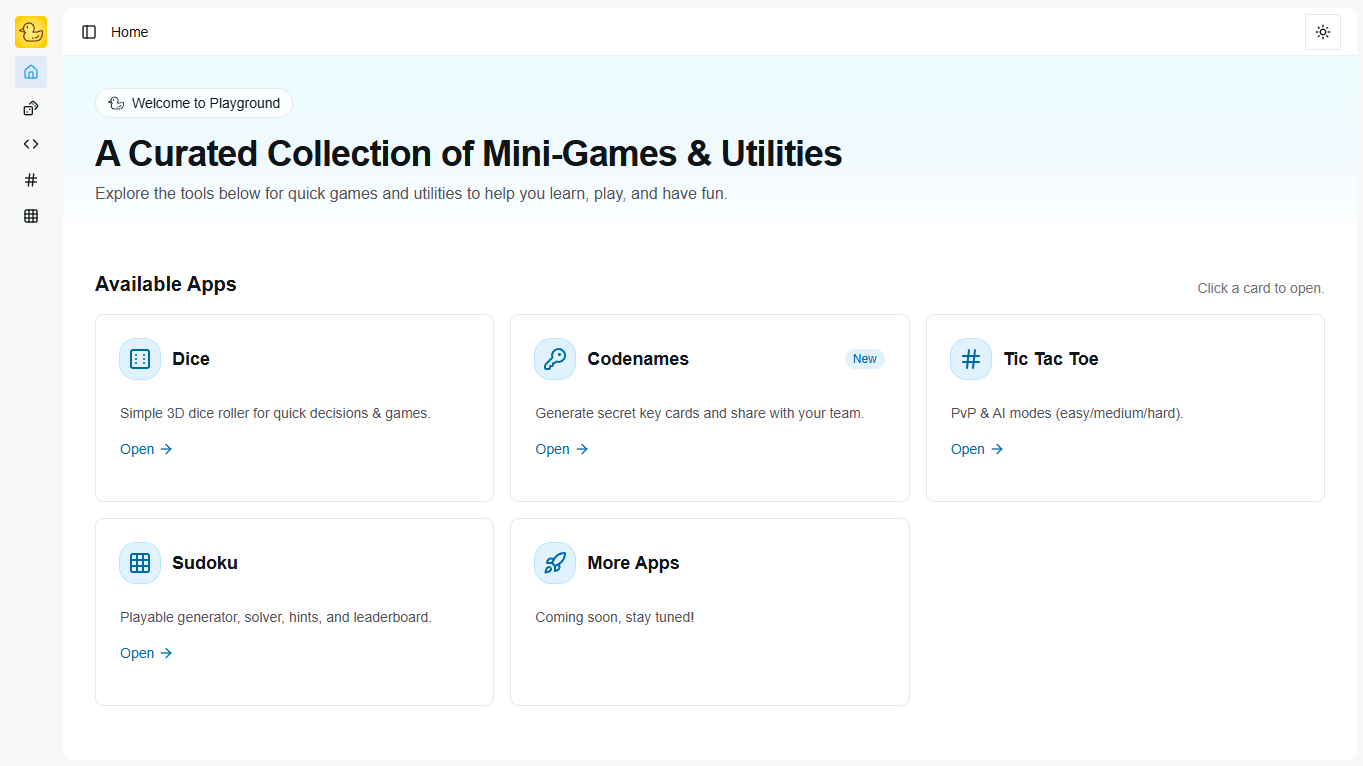 Home
Welcome to Playground
A Curated Collection of Mini-Games & Utilities
Explore the tools below for quick games and utilities to help you learn, play, and have fun.
Available Apps
Click a card to open.
Dice
Simple 3D dice roller for quick decisions & games.
Open
Codenames
New
Generate secret key cards and share with your team.
Open
Tic Tac Toe
PvP & AI modes (easy/medium/hard).
Open
Sudoku
Playable generator, solver, hints, and leaderboard.
Open
More Apps
Coming soon, stay tuned!